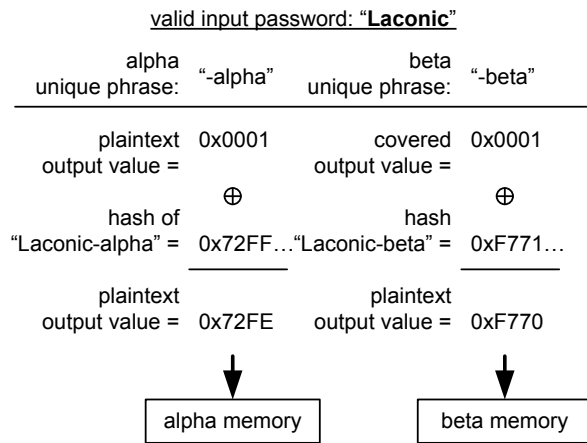 valid input password: “Laconic”
alpha
unique phrase:
“-alpha”
beta
unique phrase:
“-beta”
plaintext
output value =
0x0001
covered
output value =
0x0001
⊕
⊕
hash of
“Laconic-alpha” =
0x72FF…
hash
“Laconic-beta” =
0xF771…
plaintext
output value =
0x72FE
plaintext
output value =
0xF770
alpha memory
beta memory